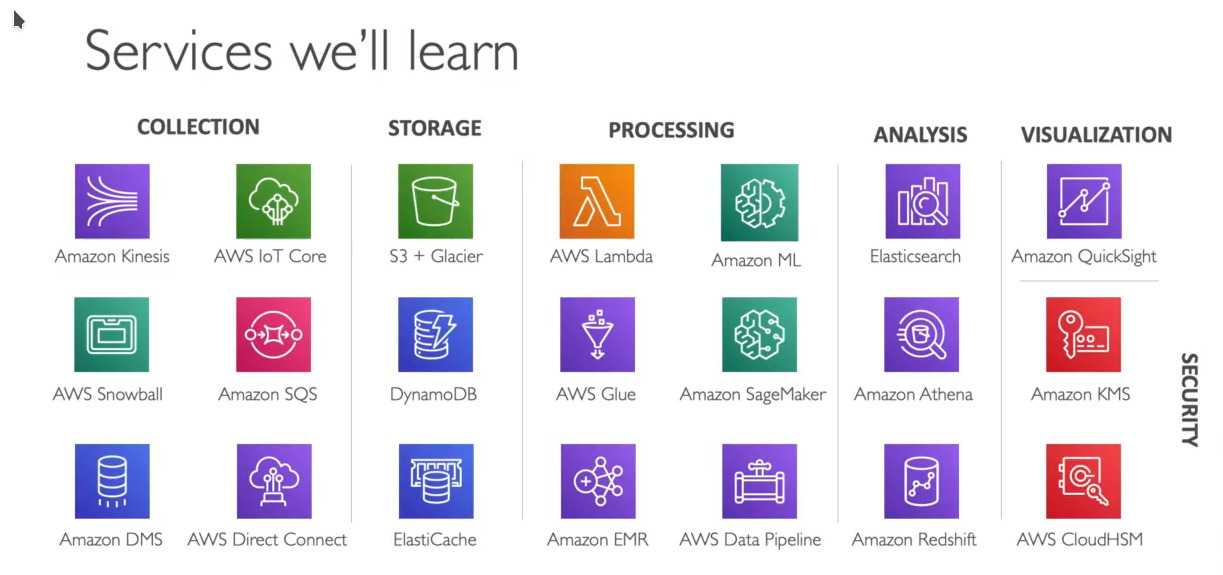 Services we'll learn
COLLECTION
STORAGE
PROCESSING
ANALYSIS
VISUALIZATION
Amazon Kinesis
AWS IoT Core
S3 + Glacier
AWS Lambda
Amazon ML
Elasticsearch
Amazon QuickSight
AWS Snowball
Amazon SQS
DynamoDB
AWS Glue
Amazon SageMaker
Amazon Athena
Amazon KMS
SECURITY
Amazon DMS
AWS Direct Connect
ElastiCache
Amazon EMR
AWS Data Pipeline
Amazon Redshift
AWS CloudHSM